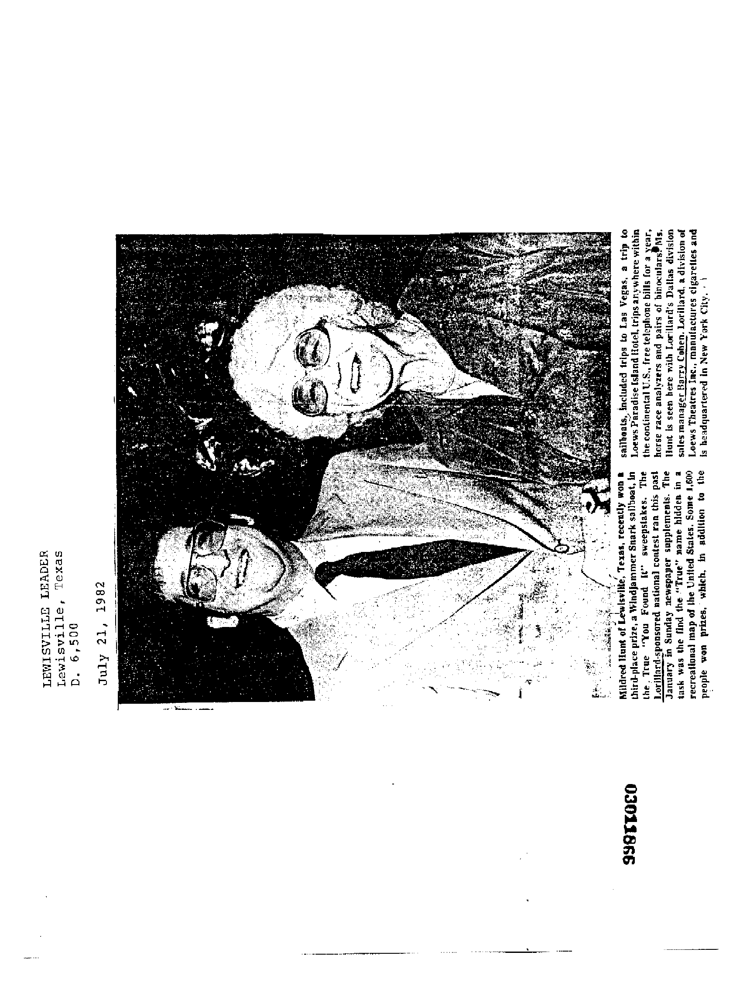 LEWISVILLE LEADER
Lewisville, Texas
D. 6,500
July 21, 1982
Mildred Hunt of Lewisville, Texas, recently won a
third-place prize, a Windjammer Snark sailboat, in
the True "You Found It" sweepstakes. The
Lorillard-sponsored national contest ran this past
January in Sunday newspaper supplements. The
task was the find the "True" name hidden in a
recreational map of the United States. Some 1,600
people won prizes, which, in addition to the
sailboats, included trips to Las Vegas, a trip to
Loews Paradise Island Hotel, trips anywhere within
the continental U.S., free telephone bills for a year,
horse race analyzers and pairs of binoculars. Ms.
Hunt is seen here with Lorillard's Dallas division
sales manager Barry Cohen. Lorillard, a division of
Loews Theatres Inc., manufactures cigarettes and
is headquartered in New York City.
03011866